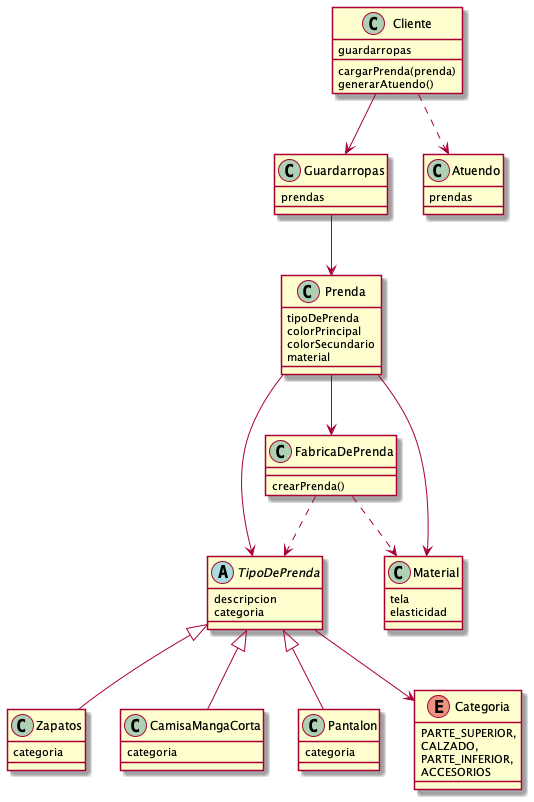 C Cliente
guardarropas
cargarPrenda(prenda)
generarAtuendo()
C Guardarropas
prendas
C Atuendo
prendas
C Prenda
tipoDePrenda
colorPrincipal
colorSecundario
material
C FabricaDePrenda
crearPrenda()
A TipoDePrenda
descripcion
categoria
C Material
tela
elasticidad
C Zapatos
categoria
C CamisaMangaCorta
categoria
C Pantalon
categoria
E Categoria
PARTE_SUPERIOR,
CALZADO,
PARTE_INFERIOR,
ACCESORIOS